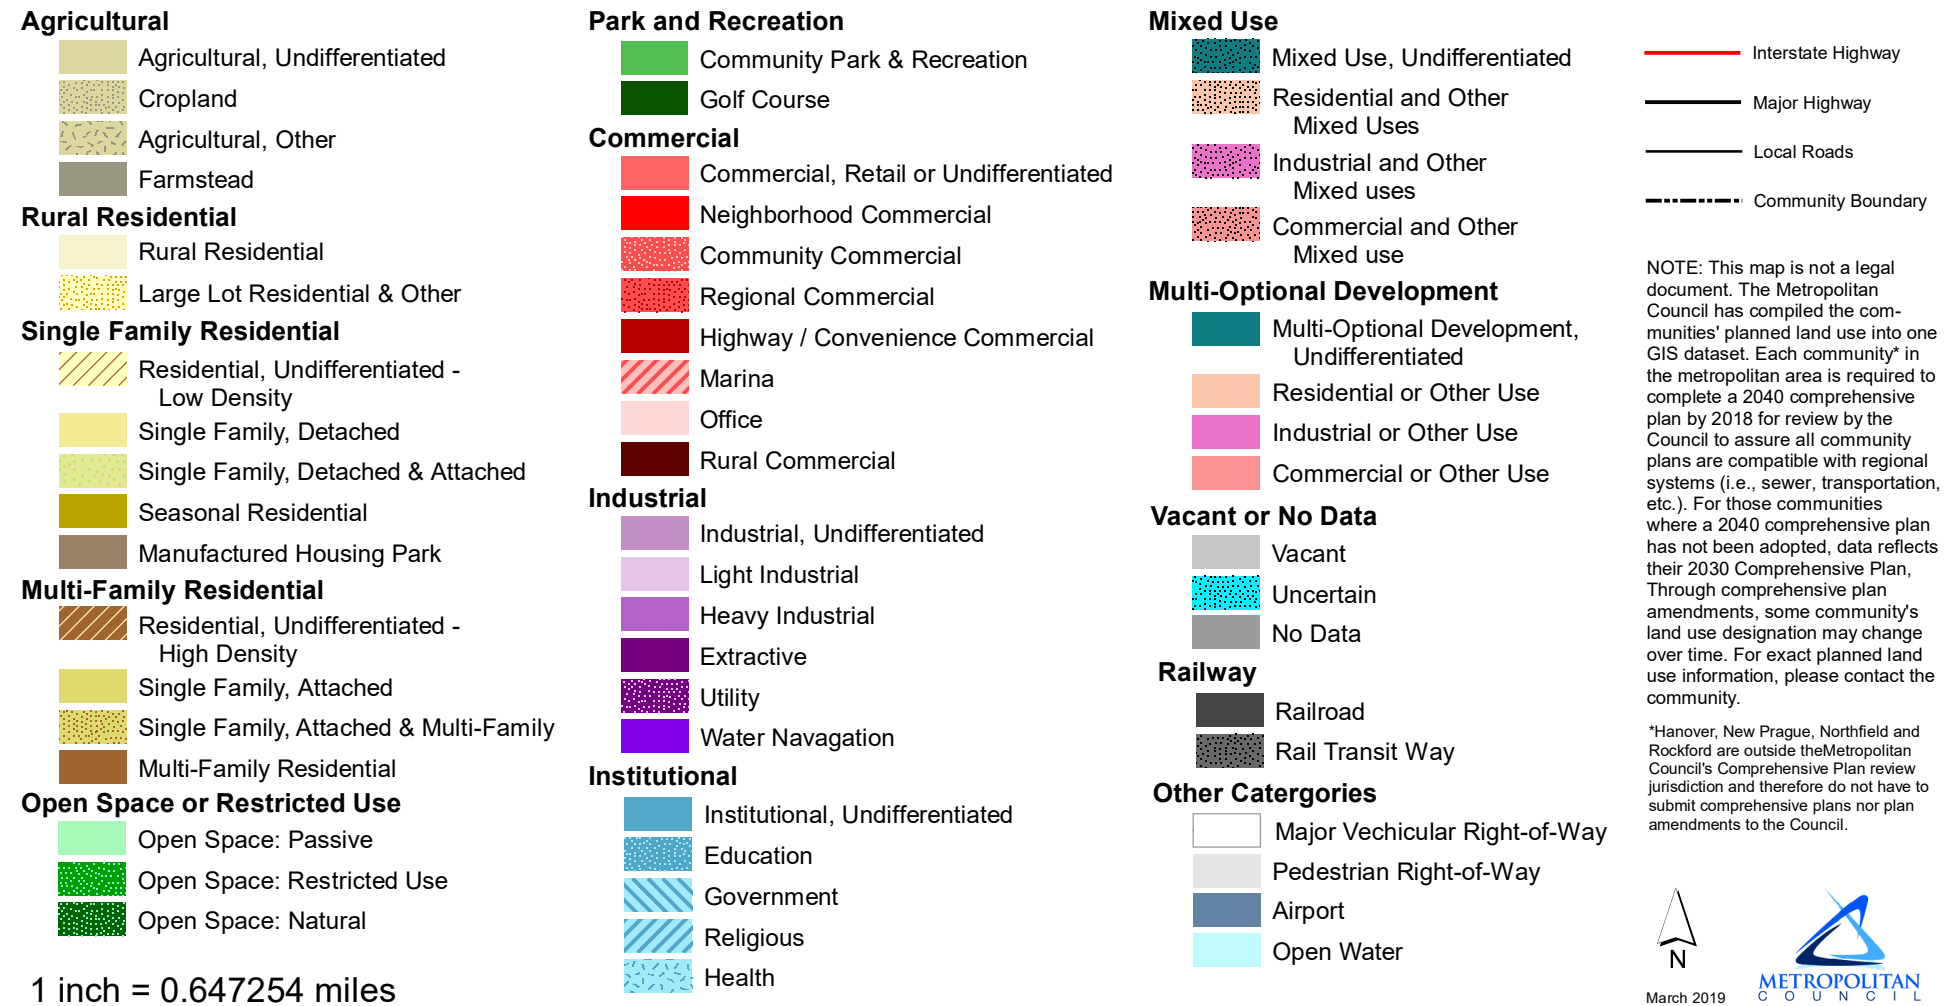 Agricultural
Agricultural, Undifferentiated
Cropland
Agricultural, Other
Farmstead
Rural Residential
Rural Residential
Large Lot Residential & Other
Single Family Residential
Residential, Undifferentiated -
Low Density
Single Family, Detached
Single Family, Detached & Attached
Seasonal Residential
Manufactured Housing Park
Multi-Family Residential
Residential, Undifferentiated -
High Density
Single Family, Attached
Single Family, Attached & Multi-Family
Multi-Family Residential
Open Space or Restricted Use
Open Space: Passive
Open Space: Restricted Use
Open Space: Natural
1 inch = 0.647254 miles
Park and Recreation
Community Park & Recreation
Golf Course
Commercial
Commercial, Retail or Undifferentiated
Neighborhood Commercial
Community Commercial
Regional Commercial
Highway / Convenience Commercial
Marina
Office
Rural Commercial
Industrial
Industrial, Undifferentiated
Light Industrial
Heavy Industrial
Extractive
Utility
Water Navagation
Institutional
Institutional, Undifferentiated
Education
Government
Religious
Health
Mixed Use
Mixed Use, Undifferentiated
Residential and Other
Mixed Uses
Industrial and Other
Mixed uses
Commercial and Other
Mixed use
Multi-Optional Development
Multi-Optional Development,
Undifferentiated
Residential or Other Use
Industrial or Other Use
Commercial or Other Use
Vacant or No Data
Vacant
Uncertain
No Data
Railway
Railroad
Rail Transit Way
Other Catergories
Major Vechicular Right-of-Way
Pedestrian Right-of-Way
Airport
Open Water
Interstate Highway
Major Highway
Local Roads
Community Boundary
NOTE: This map is not a legal
document. The Metropolitan
Council has compiled the com-
munities' planned land use into one
GIS dataset. Each community* in
the metropolitan area is required to
complete a 2040 comprehensive
plan by 2018 for review by the
Council to assure all community
plans are compatible with regional
systems (i.e., sewer, transportation,
etc.). For those communities
where a 2040 comprehensive plan
has not been adopted, data reflects
their 2030 Comprehensive Plan,
Through comprehensive plan
amendments, some community's
land use designation may change
over time. For exact planned land
use information, please contact the
community.
*Hanover, New Prague, Northfield and
Rockford are outside theMetropolitan
Council's Comprehensive Plan review
jurisdiction and therefore do not have to
submit comprehensive plans nor plan
amendments to the Council.
N
March 2019
METROPOLITAN
COUNCIL